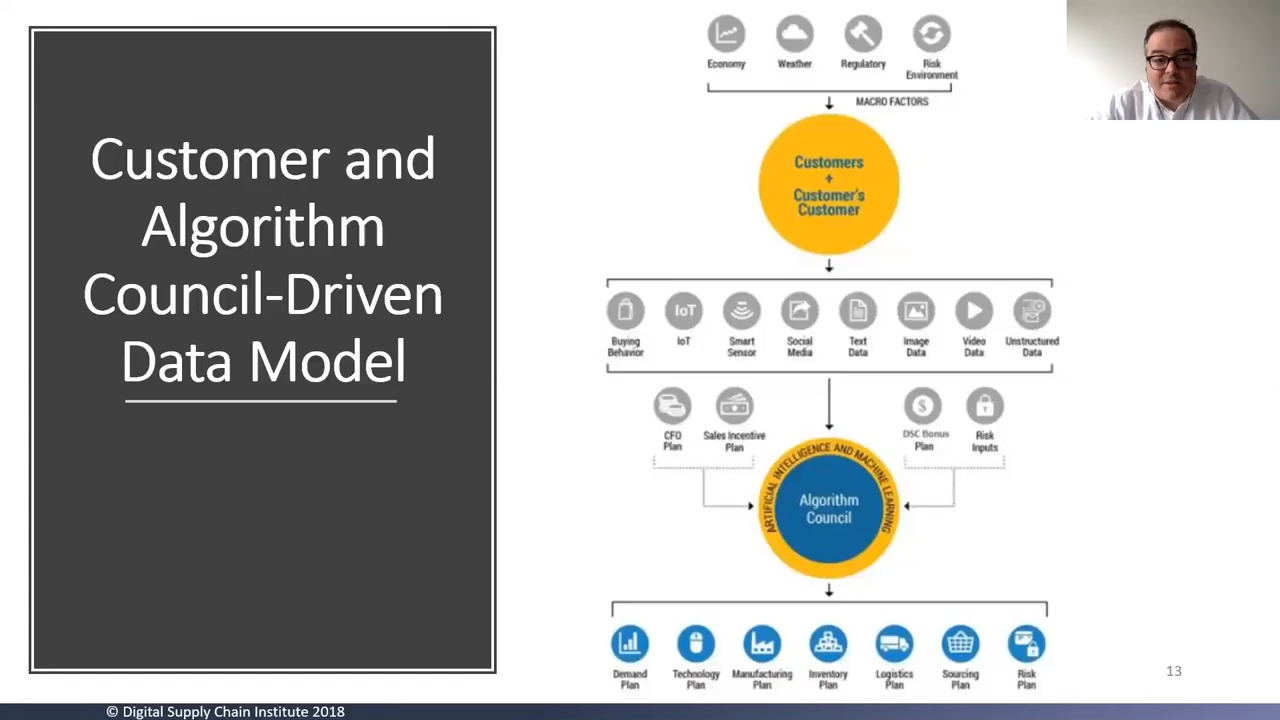 Customer and
Algorithm
Council-Driven
Data Model
Economy
Weather
Regulatory
Risk
Environment
MACRO FACTORS
Customers
+
Customer's
Customer
Buying
Behavior
IoT
IoT
Smart
Sensor
Social
Media
Text
Data
Image
Data
Video
Data
Unstructured
Data
CFO
Plan
Sales Incentive
Plan
DSC Bonus
Plan
Risk
Inputs
ARTIFICIAL INTELLIGENCE AND MACHINE LEARNING
Algorithm
Council
Demand
Plan
Technology
Plan
Manufacturing
Plan
Inventory
Plan
Logistics
Plan
Sourcing
Plan
Risk
Plan
13
© Digital Supply Chain Institute 2018